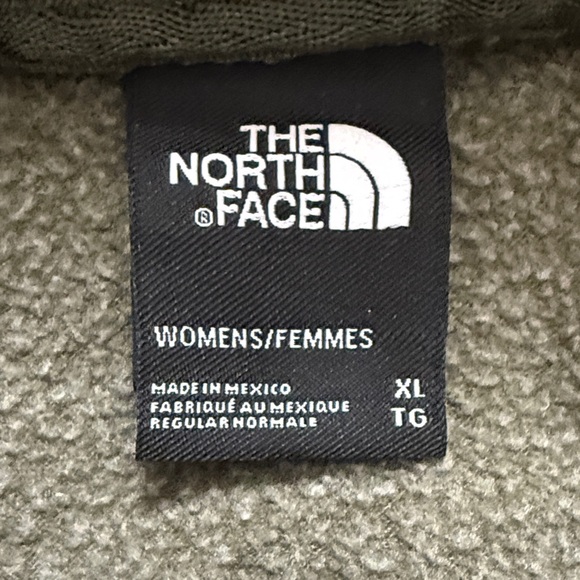 THE
NORTH
® FACE
WOMENS/FEMMES
MADE IN MEXICO XL
FABRIQUÉ AU MEXIQUE TG
REGULAR NORMALE